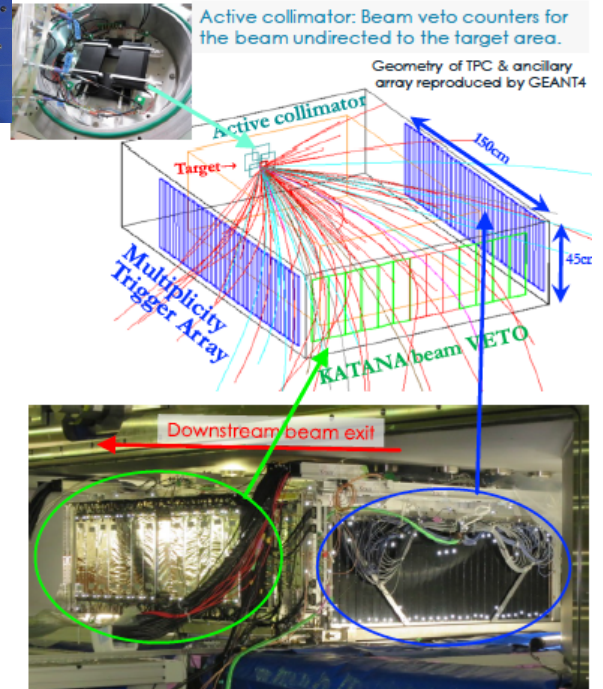 Active collimator: Beam veto counters for
the beam undirected to the target area.
Geometry of TPC & ancillary
array reproduced by GEANT4
Active collimator
150cm
Target→
45cm
Multiplicity
Trigger Array
KATANA beam VETO
Downstream beam exit